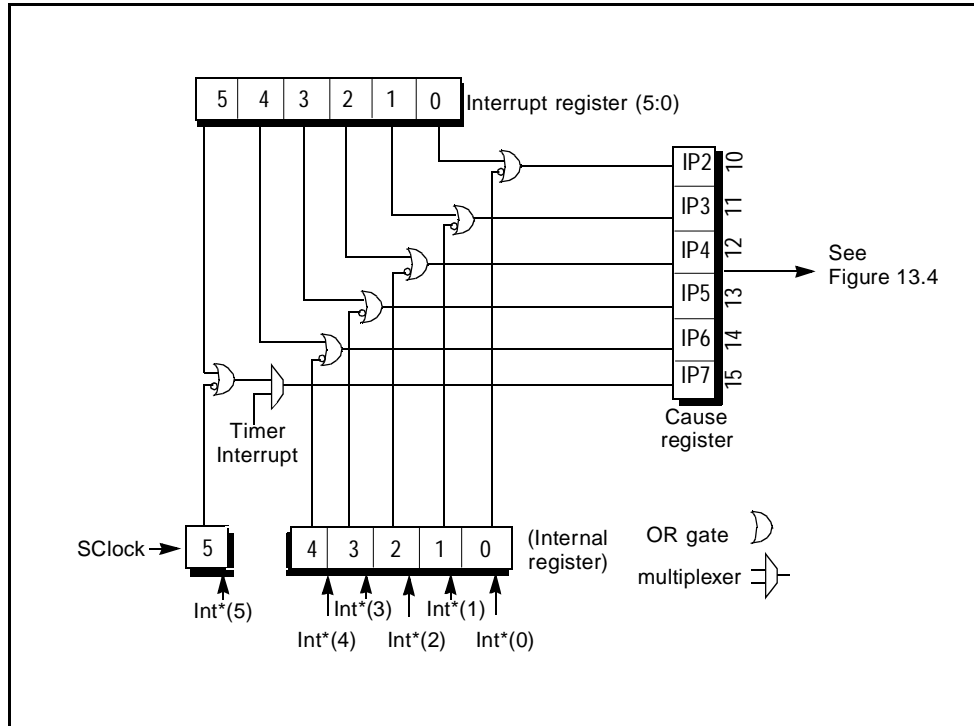 5 4 3 2 1 0
Interrupt register (5:0)
IP2 10
IP3 11
IP4 12
IP5 13
IP6 14
IP7 15
See
Figure 13.4
Cause
register
Timer
Interrupt
SClock
5
4 3 2 1 0
(Internal
register)
OR gate
multiplexer
Int*(5)
Int*(3)
Int*(1)
Int*(4)
Int*(2)
Int*(0)